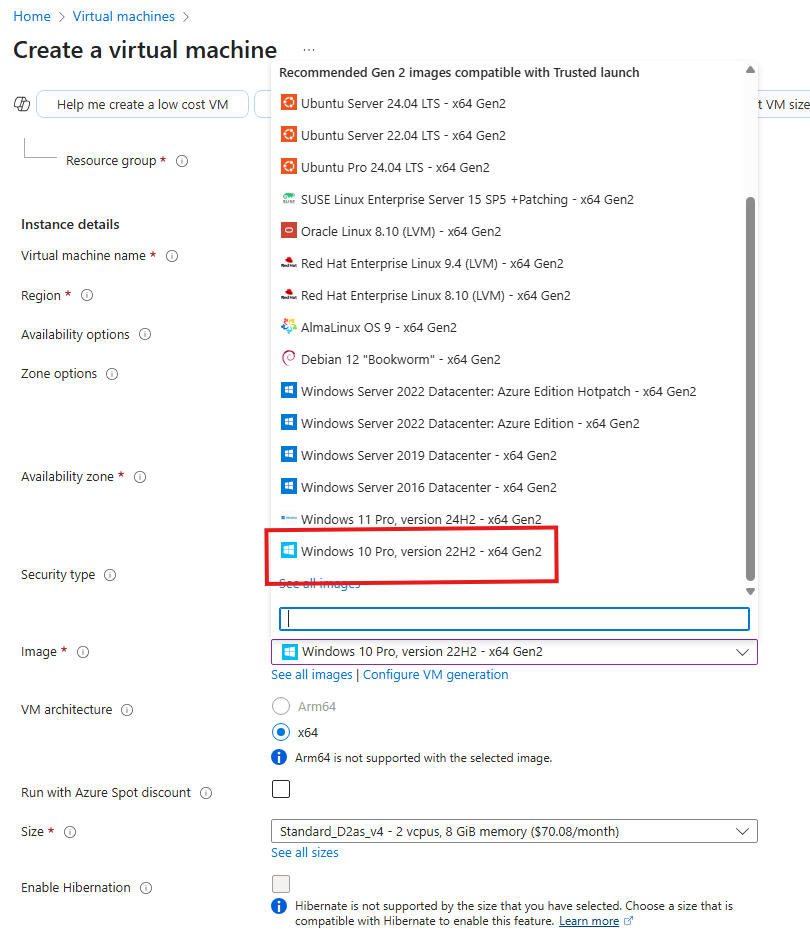 Home > Virtual machines >
Create a virtual machine ...
Help me create a low cost VM
t VM size
Resource group *
Instance details
Virtual machine name *
Region *
Availability options
Zone options
Availability zone *
Security type
Recommended Gen 2 images compatible with Trusted launch
Ubuntu Server 24.04 LTS - x64 Gen2
Ubuntu Server 22.04 LTS - x64 Gen2
Ubuntu Pro 24.04 LTS - x64 Gen2
SUSE Linux Enterprise Server 15 SP5 +Patching - x64 Gen2
Oracle Linux 8.10 (LVM) - x64 Gen2
Red Hat Enterprise Linux 9.4 (LVM) - x64 Gen2
Red Hat Enterprise Linux 8.10 (LVM) - x64 Gen2
AlmaLinux OS 9 - x64 Gen2
Debian 12 "Bookworm" - x64 Gen2
Windows Server 2022 Datacenter: Azure Edition Hotpatch - x64 Gen2
Windows Server 2022 Datacenter: Azure Edition - x64 Gen2
Windows Server 2019 Datacenter - x64 Gen2
Windows Server 2016 Datacenter - x64 Gen2
Windows 11 Pro, version 24H2 - x64 Gen2
Windows 10 Pro, version 22H2 - x64 Gen2
See all images
Image *
Windows 10 Pro, version 22H2 - x64 Gen2
See all images | Configure VM generation
VM architecture
Arm64
x64
Arm64 is not supported with the selected image.
Run with Azure Spot discount
Size *
Standard_D2as_v4 - 2 vcpus, 8 GiB memory ($70.08/month)
See all sizes
Enable Hibernation
Hibernate is not supported by the size that you have selected. Choose a size that is
compatible with Hibernate to enable this feature. Learn more